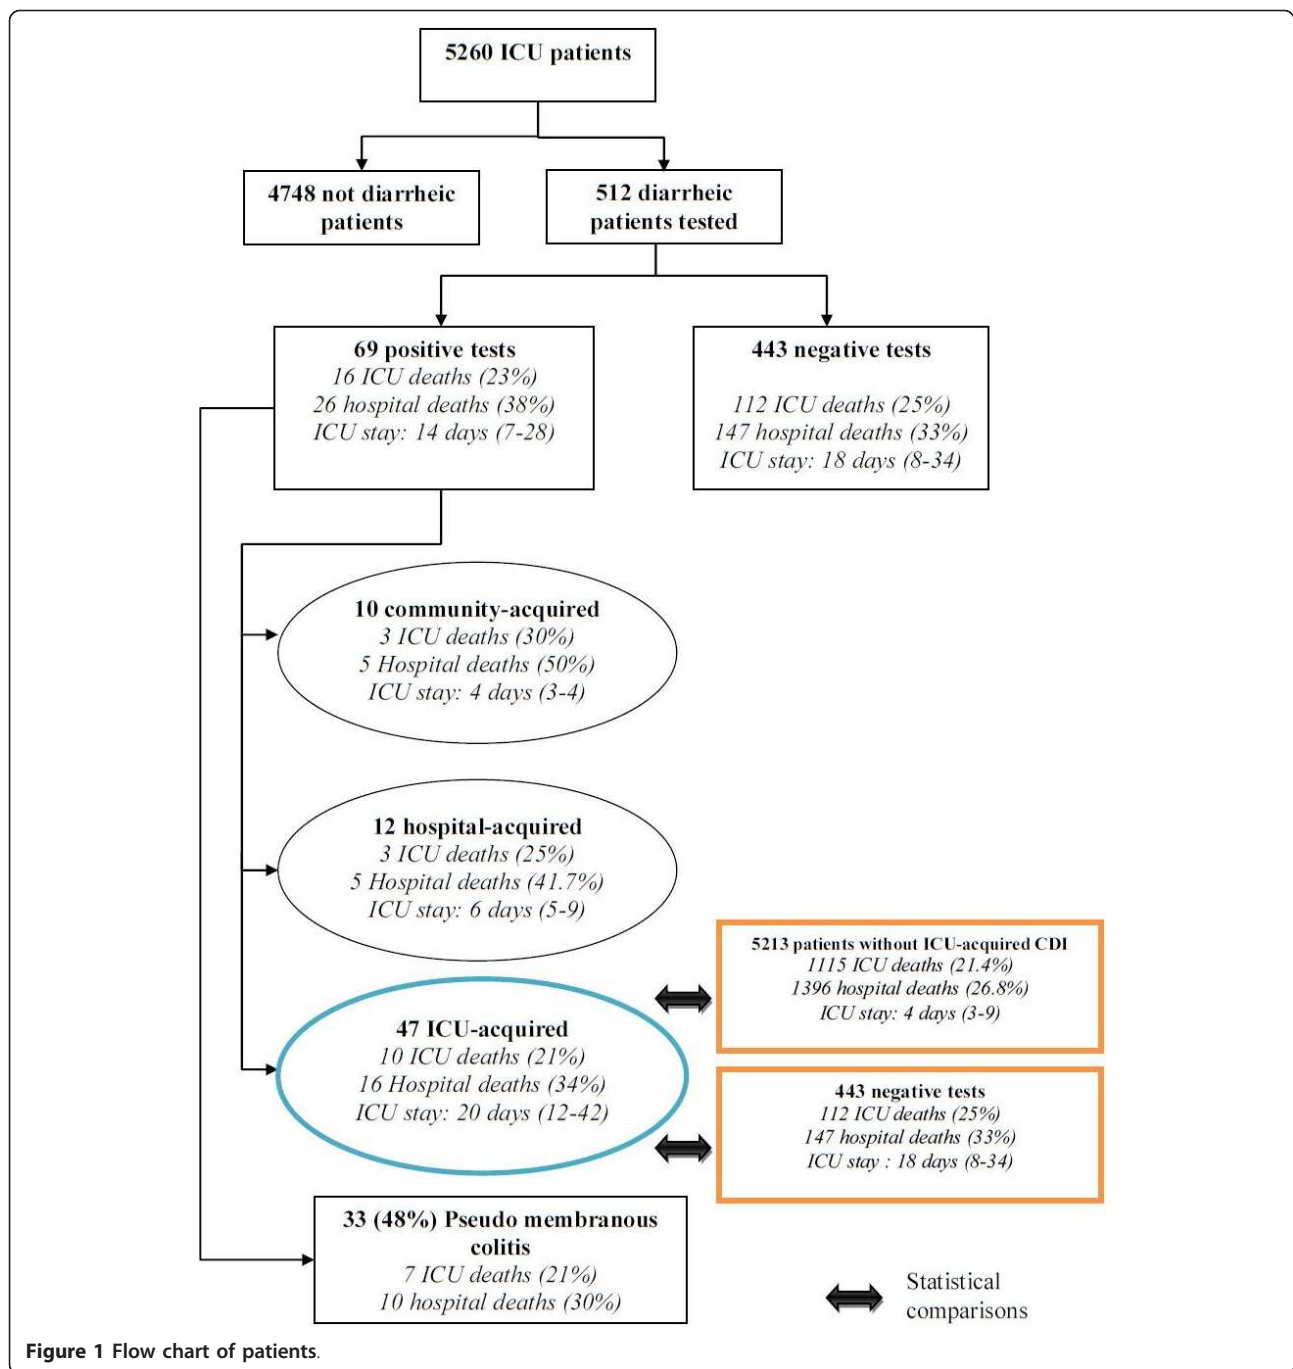 5260 ICU patients
4748 not diarrheic
patients
512 diarrheic
patients tested
69 positive tests
16 ICU deaths (23%)
26 hospital deaths (38%)
ICU stay: 14 days (7-28)
443 negative tests
112 ICU deaths (25%)
147 hospital deaths (33%)
ICU stay: 18 days (8-34)
10 community-acquired
3 ICU deaths (30%)
5 Hospital deaths (50%)
ICU stay: 4 days (3-4)
12 hospital-acquired
3 ICU deaths (25%)
5 Hospital deaths (41.7%)
ICU stay: 6 days (5-9)
47 ICU-acquired
10 ICU deaths (21%)
16 Hospital deaths (34%)
ICU stay: 20 days (12-42)
5213 patients without ICU-acquired CDI
1115 ICU deaths (21.4%)
1396 hospital deaths (26.8%)
ICU stay: 4 days (3-9)
443 negative tests
112 ICU deaths (25%)
147 hospital deaths (33%)
ICU stay : 18 days (8-34)
33 (48%) Pseudo membranous
colitis
7 ICU deaths (21%)
10 hospital deaths (30%)
Statistical
comparisons
Figure 1 Flow chart of patients.